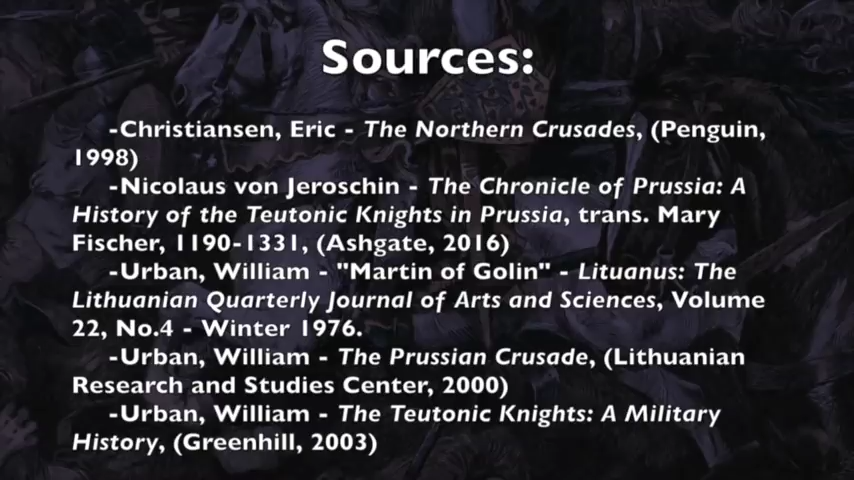 Sources:
-Christiansen, Eric - The Northern Crusades, (Penguin,
1998)
-Nicolaus von Jeroschin - The Chronicle of Prussia: A
History of the Teutonic Knights in Prussia, trans. Mary
Fischer, 1190-1331, (Ashgate, 2016)
-Urban, William - "Martin of Golin" - Lituanus: The
Lithuanian Quarterly Journal of Arts and Sciences, Volume
22, No.4 - Winter 1976.
-Urban, William - The Prussian Crusade, (Lithuanian
Research and Studies Center, 2000)
-Urban, William - The Teutonic Knights: A Military
History, (Greenhill, 2003)